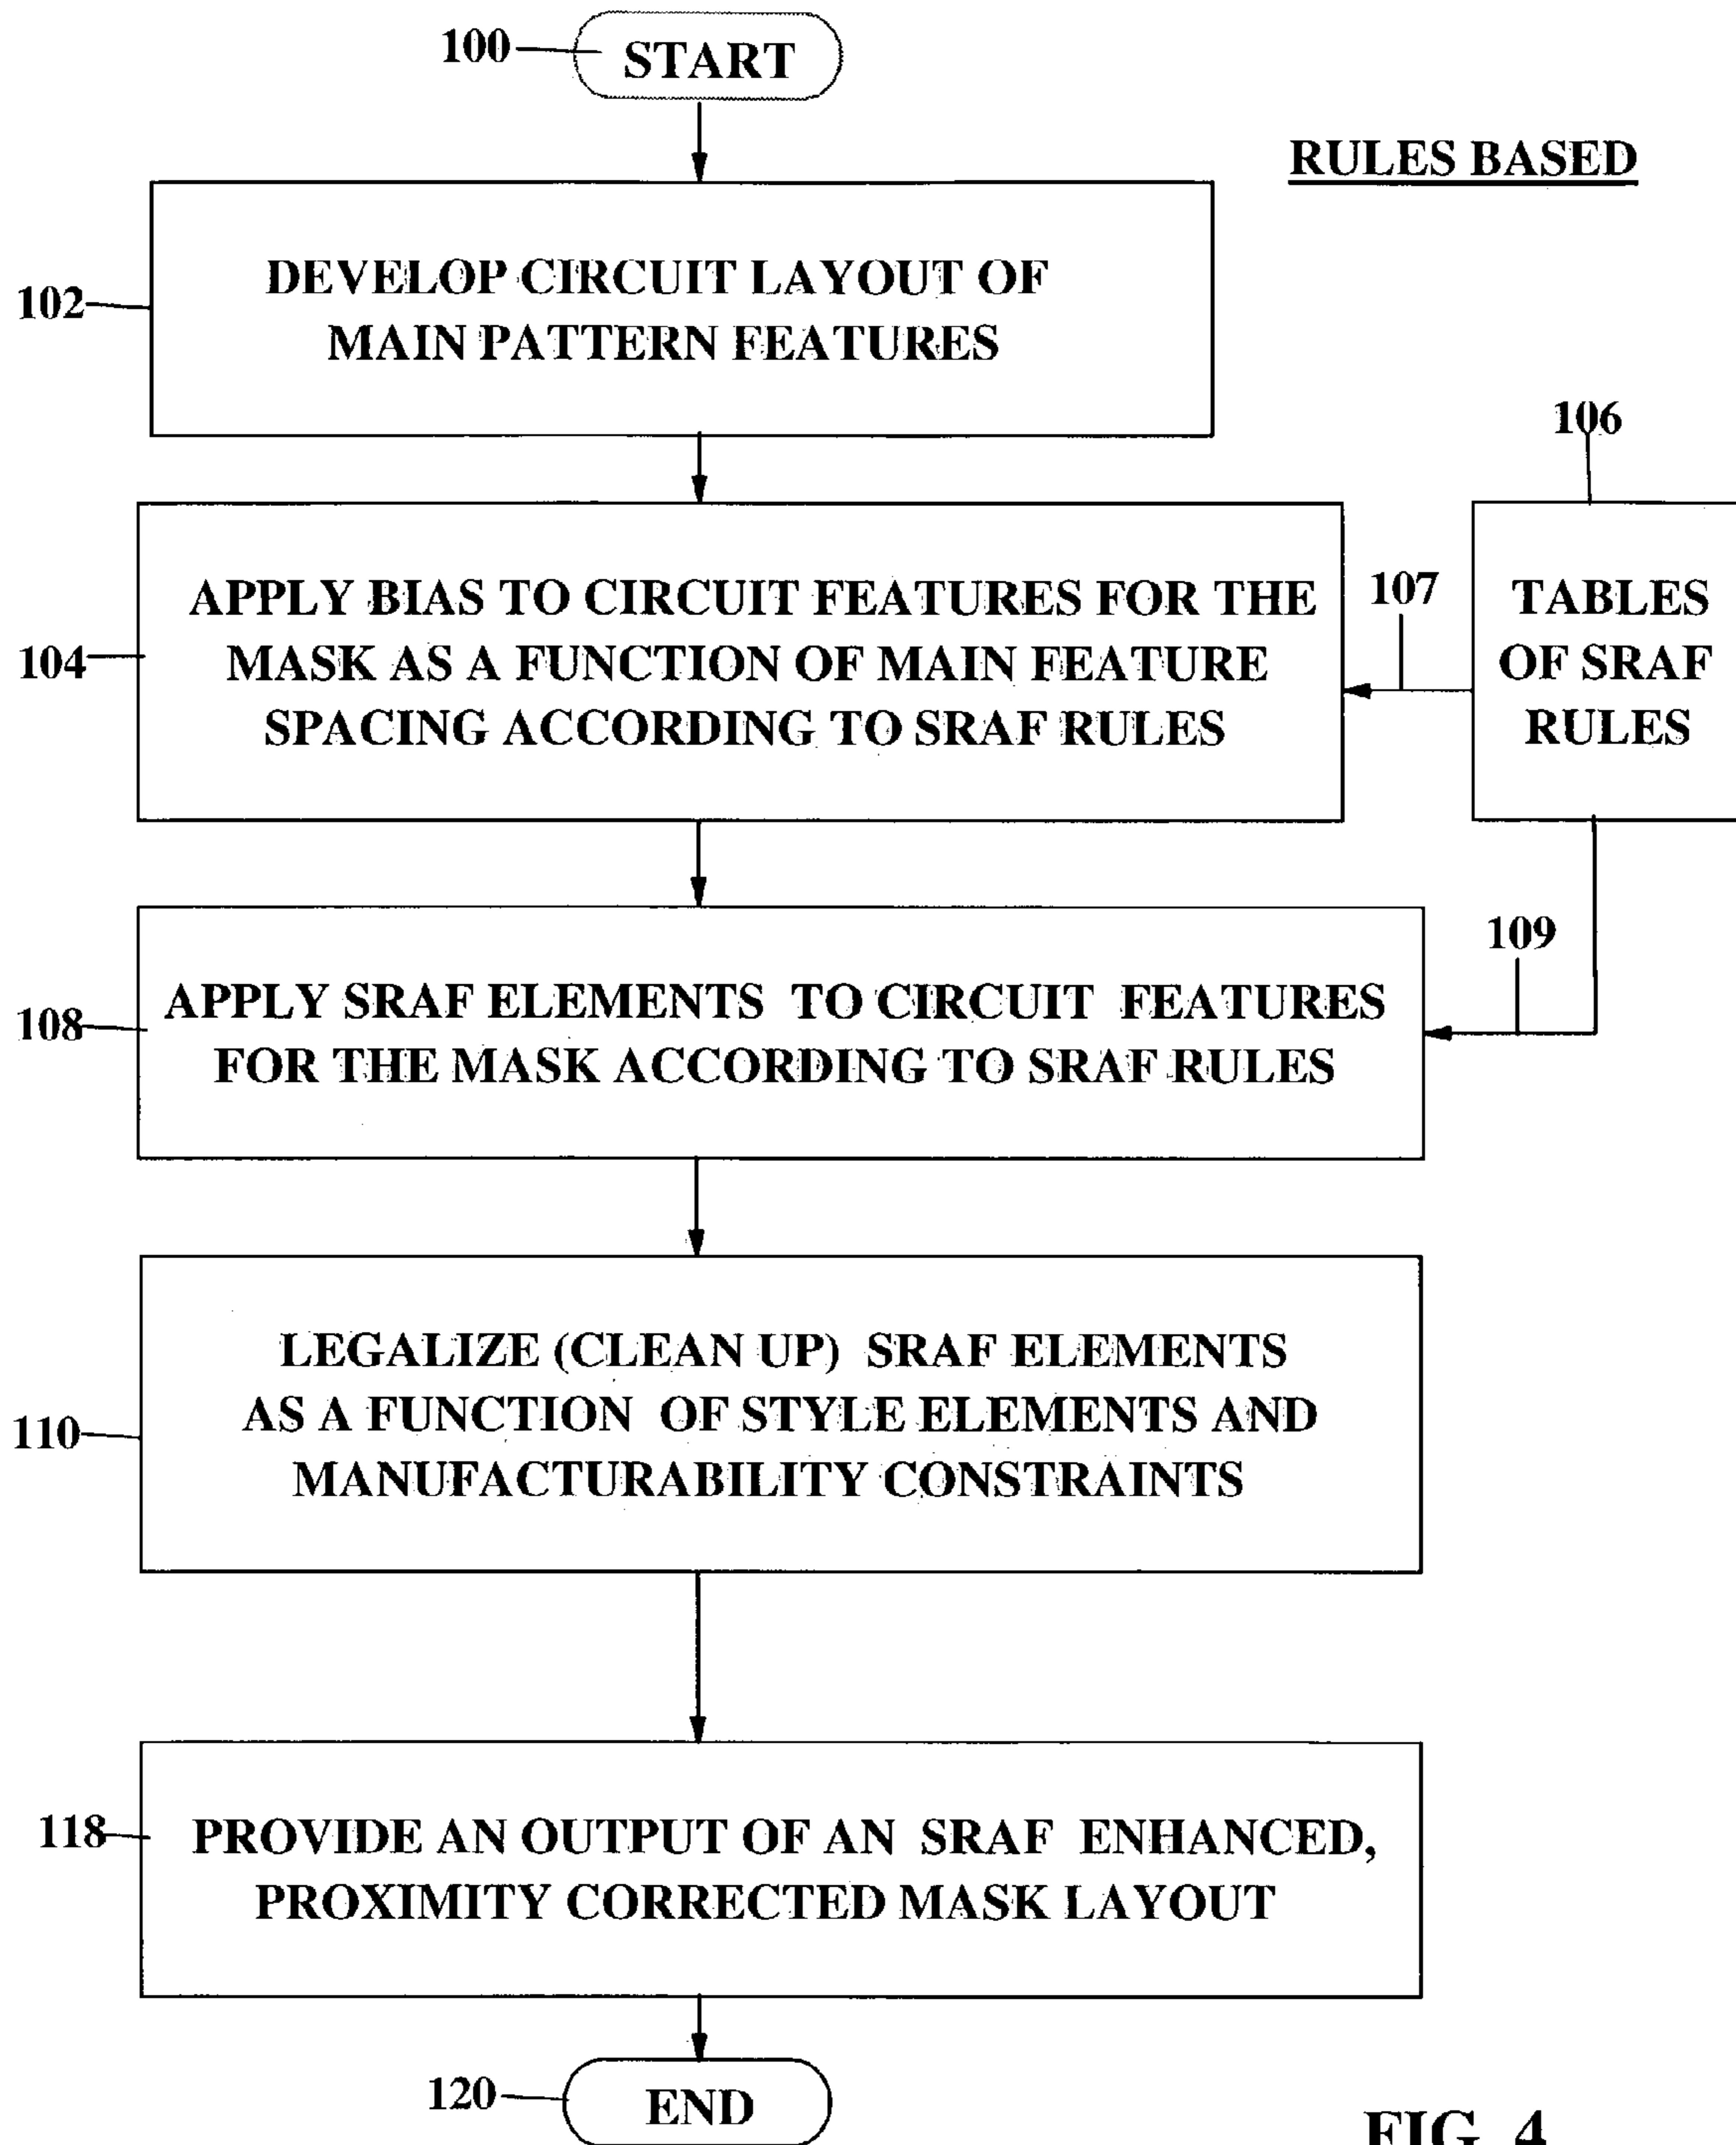 100
START
RULES BASED
102
DEVELOP CIRCUIT LAYOUT OF
MAIN PATTERN FEATURES
106
104
APPLY BIAS TO CIRCUIT FEATURES FOR THE
MASK AS A FUNCTION OF MAIN FEATURE
SPACING ACCORDING TO SRAF RULES
107
TABLES
OF SRAF
RULES
109
108
APPLY SRAF ELEMENTS TO CIRCUIT FEATURES
FOR THE MASK ACCORDING TO SRAF RULES
110
LEGALIZE (CLEAN UP) SRAF ELEMENTS
AS A FUNCTION OF STYLE ELEMENTS AND
MANUFACTURABILITY CONSTRAINTS
118
PROVIDE AN OUTPUT OF AN SRAF ENHANCED,
PROXIMITY CORRECTED MASK LAYOUT
120
END
FIG. 4